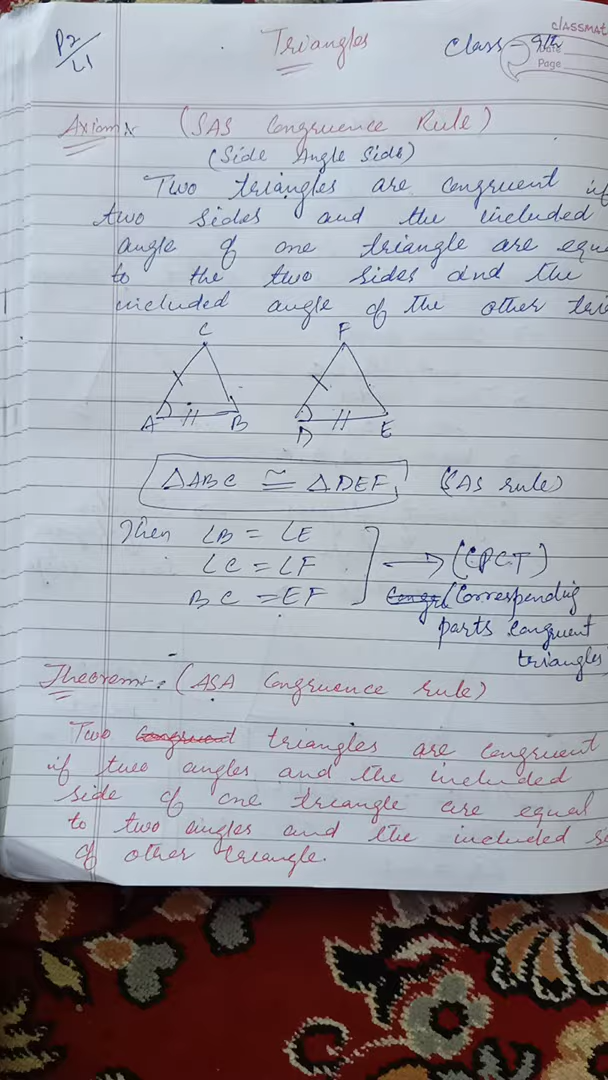 P2
L1
Triangles
Class - 9th
classmat
Date
Page
Axiom :- (SAS Congruence Rule)
(Side Angle Side)
Two triangles are congruent if
two sides and the included
angle of one triangle are equ
to the two sides and the
included angle of the other
C F
A B D E
△ABC ≅ △DEF (SAS rule)
Then ∠B = ∠E
∠C = ∠F → (CPCT)
BC = EF (Corresponding
parts congruent
triangles
Theorem :- (ASA Congruence rule)
Two triangles are congruent
if two angles and the included
side of one triangle are equal
to two angles and the included s
of other triangle.